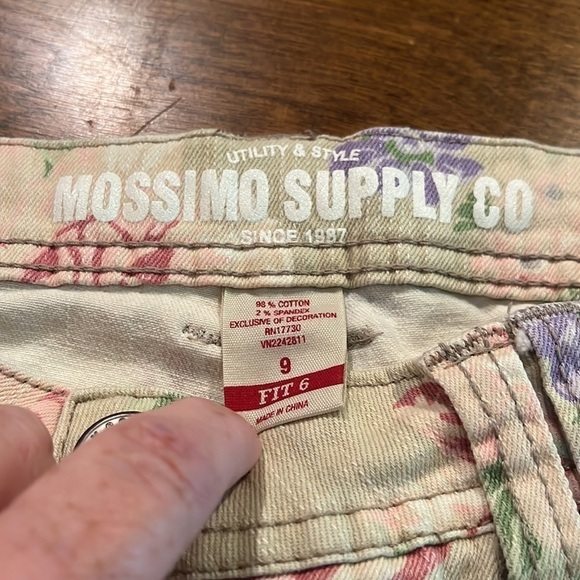 UTILITY & STYLE
MOSSIMO SUPPLY CO
SINCE 1987
98 % COTTON
2 % SPANDEX
EXCLUSIVE OF DECORATION
RN17730
VN2242811
9
FIT 6
MADE IN CHINA